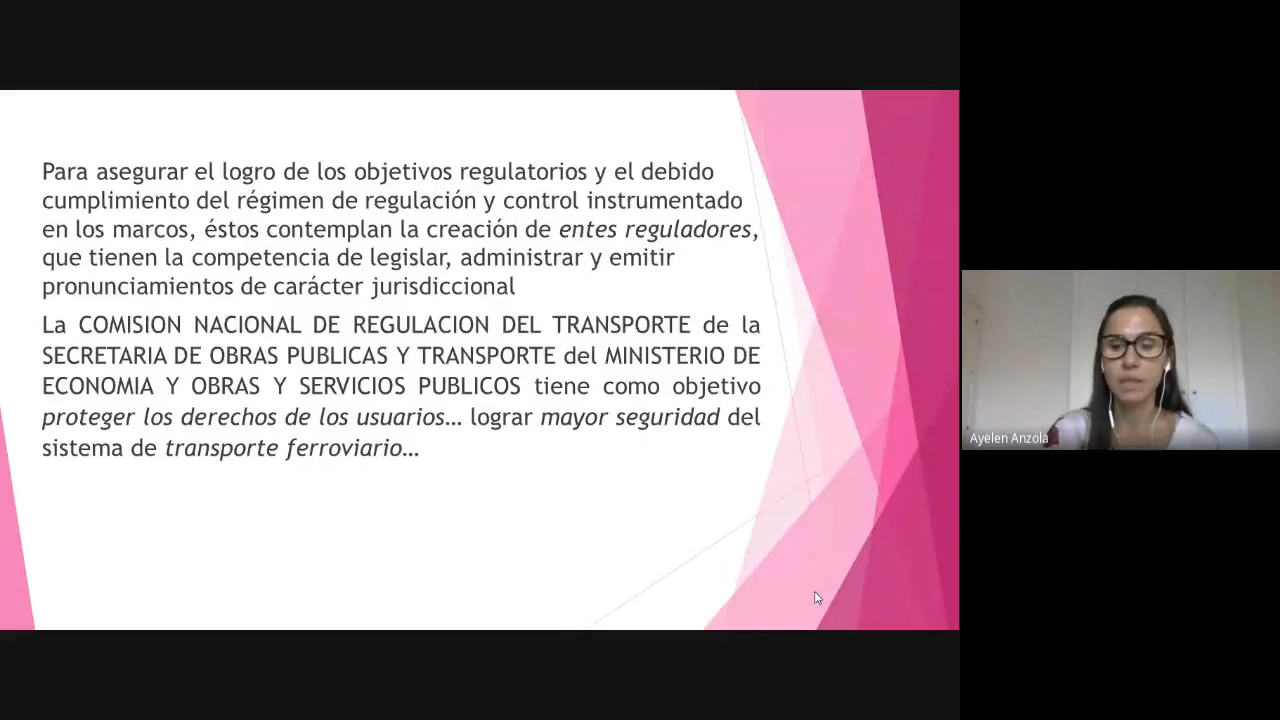 Para asegurar el logro de los objetivos regulatorios y el debido
cumplimiento del régimen de regulación y control instrumentado
en los marcos, éstos contemplan la creación de entes reguladores,
que tienen la competencia de legislar, administrar y emitir
pronunciamientos de carácter jurisdiccional
La COMISION NACIONAL DE REGULACION DEL TRANSPORTE de la
SECRETARIA DE OBRAS PUBLICAS Y TRANSPORTE del MINISTERIO DE
ECONOMIA Y OBRAS Y SERVICIOS PUBLICOS tiene como objetivo
proteger los derechos de los usuarios… lograr mayor seguridad del
sistema de transporte ferroviario…
Ayelen Anzola